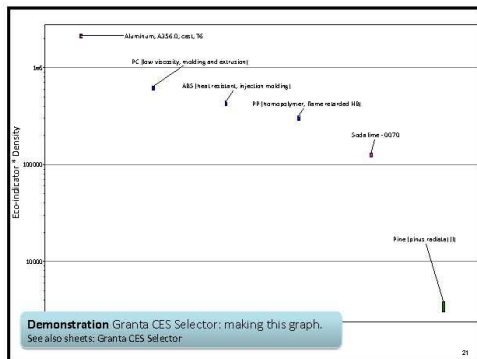 Aluminum, A356.0, cast, T6
PC (low viscosity, molding and extrusion)
1e6
ABS (heat resistant, injection molding)
PP (homopolymer, flame retarded HB)
Soda lime - 0070
Eco-indicator * Density
100000
Pine (pinus radiata) (l)
10000
Demonstration Granta CES Selector: making this graph.
See also sheets: Granta CES Selector
21